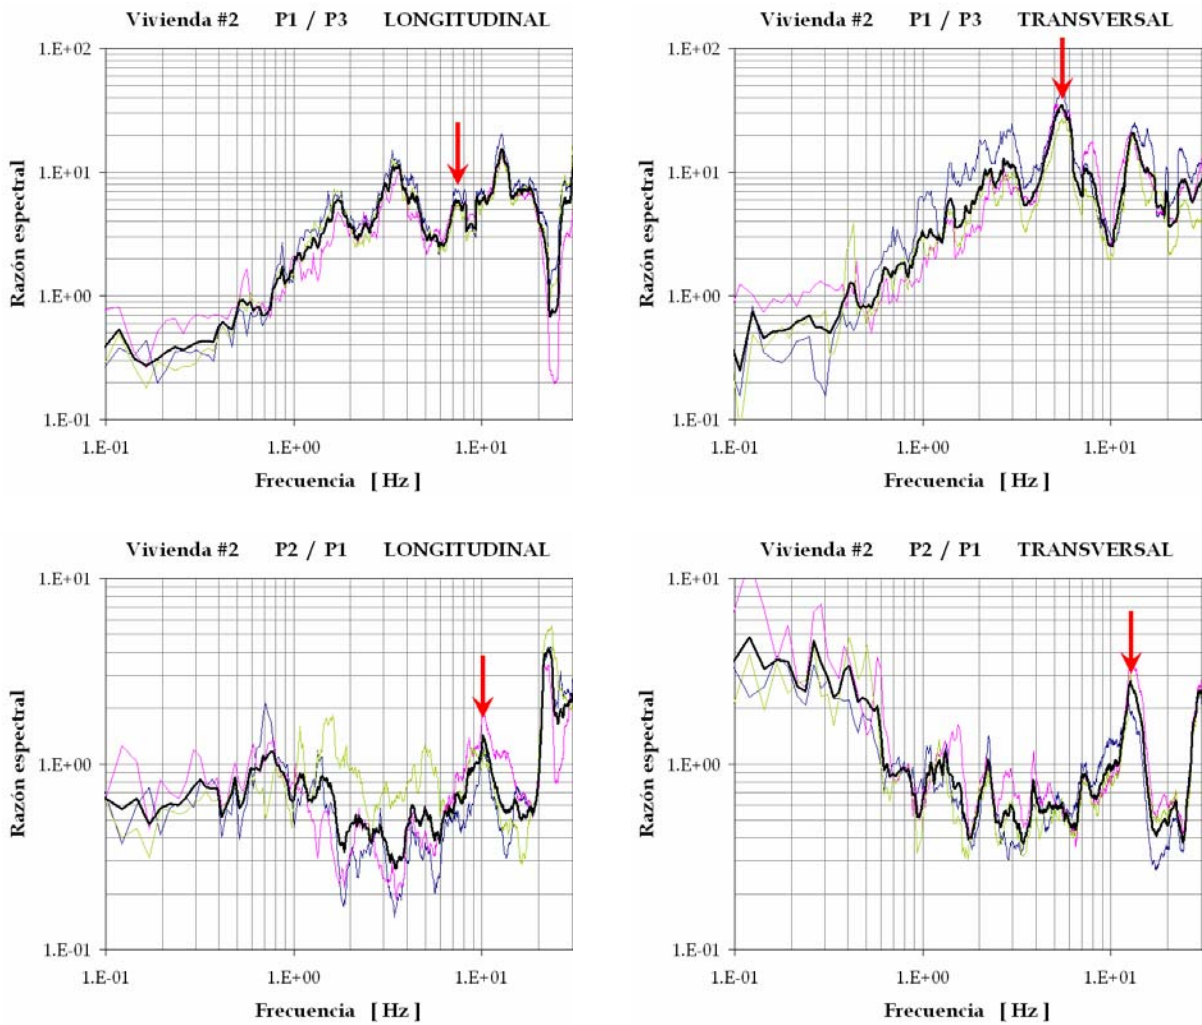 Vivienda #2 P1 / P3 LONGITUDINAL
1.E+02
1.E+01
1.E+00
1.E-01
Razón espectral
1.E-01 1.E+00 1.E+01
Frecuencia [ Hz ]
Vivienda #2 P1 / P3 TRANSVERSAL
1.E+02
1.E+01
1.E+00
1.E-01
Razón espectral
1.E-01 1.E+00 1.E+01
Frecuencia [ Hz ]
Vivienda #2 P2 / P1 LONGITUDINAL
1.E+01
1.E+00
1.E-01
Razón espectral
1.E-01 1.E+00 1.E+01
Frecuencia [ Hz ]
Vivienda #2 P2 / P1 TRANSVERSAL
1.E+01
1.E+00
1.E-01
Razón espectral
1.E-01 1.E+00 1.E+01
Frecuencia [ Hz ]